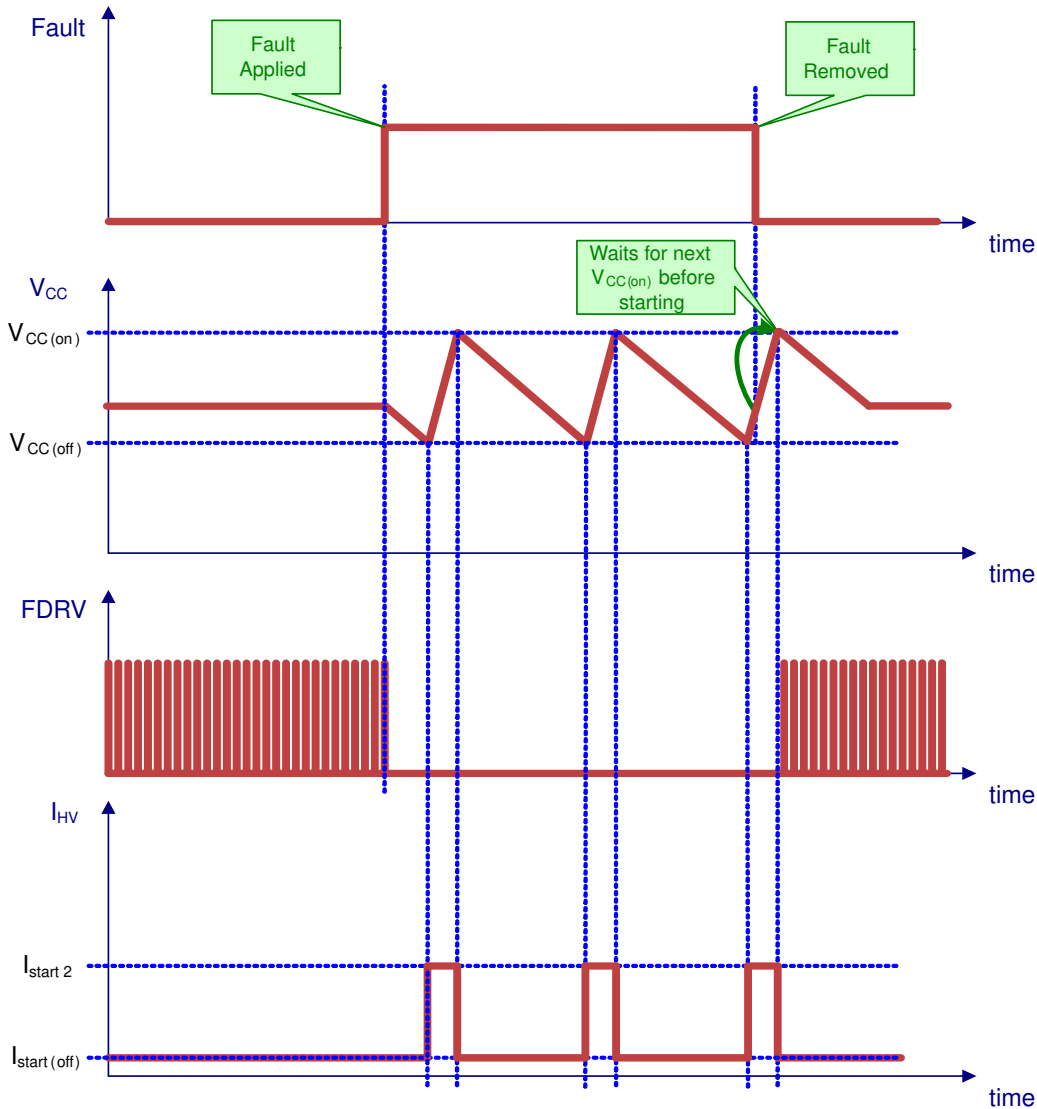 Fault
Fault
Applied
Fault
Removed
time
Waits for next
VCC(on) before
starting
VCC
VCC(on)
VCC(off)
time
FDRV
time
IHV
Istart 2
Istart(off)
time